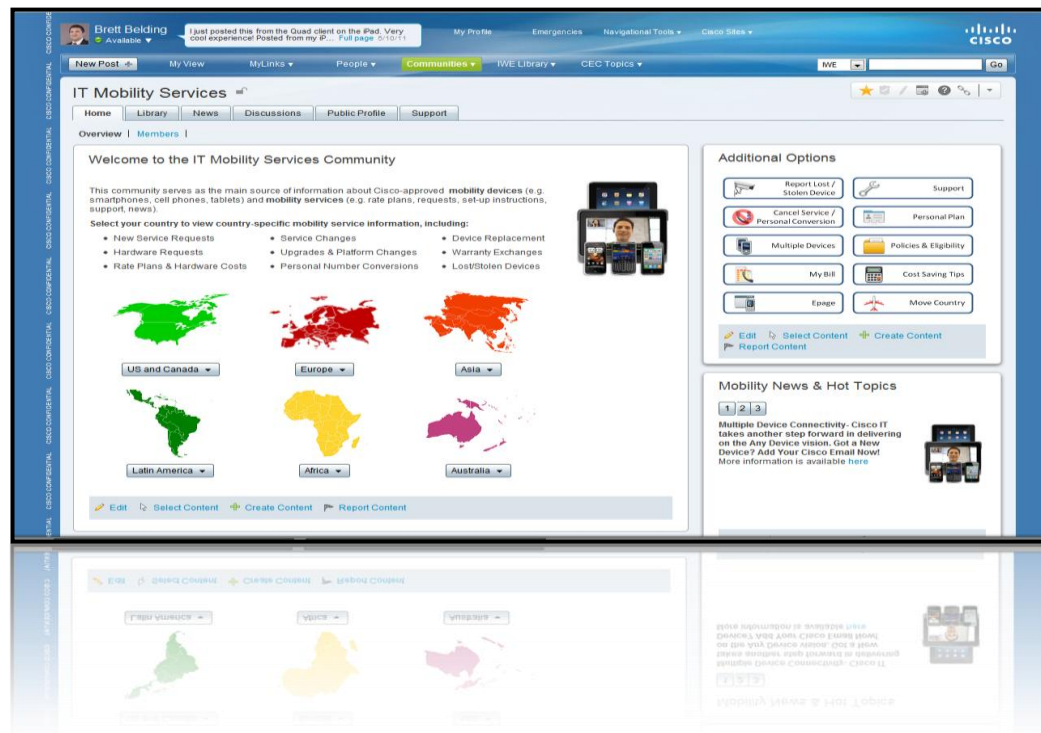 CISCO CONFIDENTIAL CISCO CONFIDENTIAL CISCO CONFIDENTIAL CISCO CONFIDENTIAL CISCO CONFIDENTIAL CISCO CONFIDENTIAL
Brett Belding
Available
I just posted this from the Quad client on the iPad. Very
cool experience! Posted from my iP... Full page 5/10/11
My Profile Emergencies Navigational Tools Cisco Sites
CISCO
New Post My View MyLinks People Communities IWE Library CEC Topics IWE Go
IT Mobility Services
Home Library News Discussions Public Profile Support
Overview | Members |
Welcome to the IT Mobility Services Community
This community serves as the main source of information about Cisco-approved mobility devices (e.g.
smartphones, cell phones, tablets) and mobility services (e.g. rate plans, requests, set-up instructions,
support, news).
Select your country to view country-specific mobility service information, including:
• New Service Requests • Service Changes • Device Replacement
• Hardware Requests • Upgrades & Platform Changes • Warranty Exchanges
• Rate Plans & Hardware Costs • Personal Number Conversions • Lost/Stolen Devices
US and Canada Europe Asia
Latin America Africa Australia
Edit Select Content Create Content Report Content
Additional Options
Report Lost /
Stolen Device
Support
Cancel Service /
Personal Conversion
Personal Plan
Multiple Devices Policies & Eligibility
My Bill Cost Saving Tips
Epage Move Country
Edit Select Content Create Content
Report Content
Mobility News & Hot Topics
1 2 3
Multiple Device Connectivity- Cisco IT
takes another step forward in delivering
on the Any Device vision. Got a New
Device? Add Your Cisco Email Now!
More information is available here